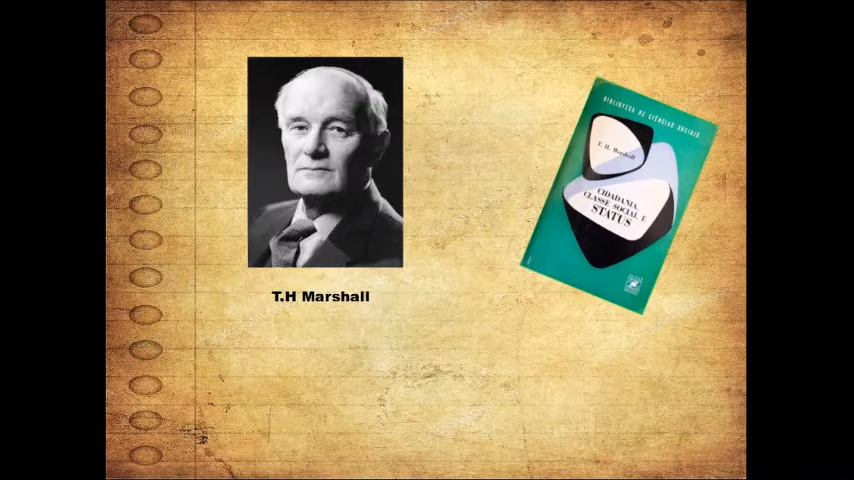 T.H Marshall
BIBLIOTECA DE CIÊNCIAS SOCIAIS
T. H. Marshall
CIDADANIA,
CLASSE SOCIAL E
STATUS